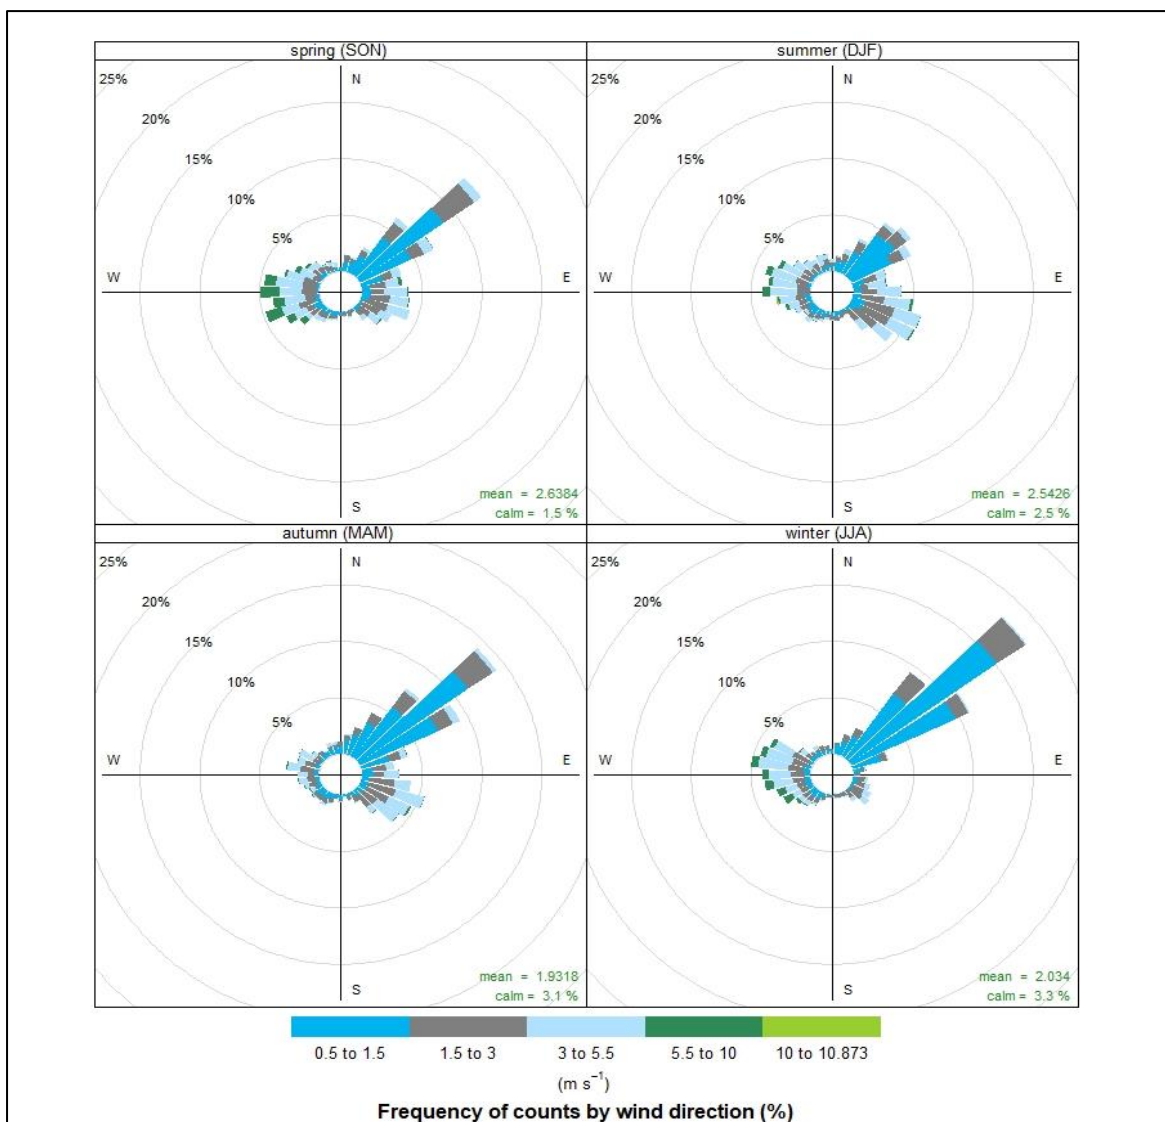 spring (SON)
25%
20%
15%
10%
5%
N
W
E
S
mean = 2.6384
calm = 1.5 %
summer (DJF)
25%
20%
15%
10%
5%
N
W
E
S
mean = 2.5426
calm = 2.5 %
autumn (MAM)
25%
20%
15%
10%
5%
N
W
E
S
mean = 1.9318
calm = 3.1 %
winter (JJA)
25%
20%
15%
10%
5%
N
W
E
S
mean = 2.034
calm = 3.3 %
0.5 to 1.5
1.5 to 3
3 to 5.5
5.5 to 10
10 to 10.873
(m s⁻¹)
Frequency of counts by wind direction (%)